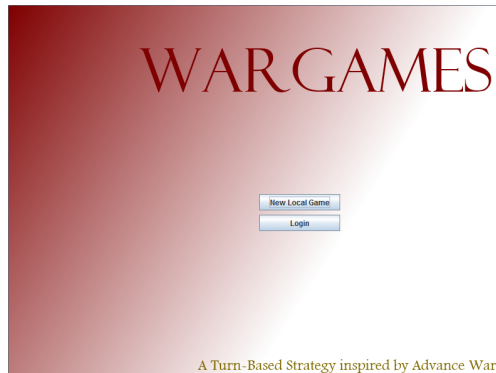 WARGAMES
New Local Game
Login
A Turn-Based Strategy inspired by Advance War